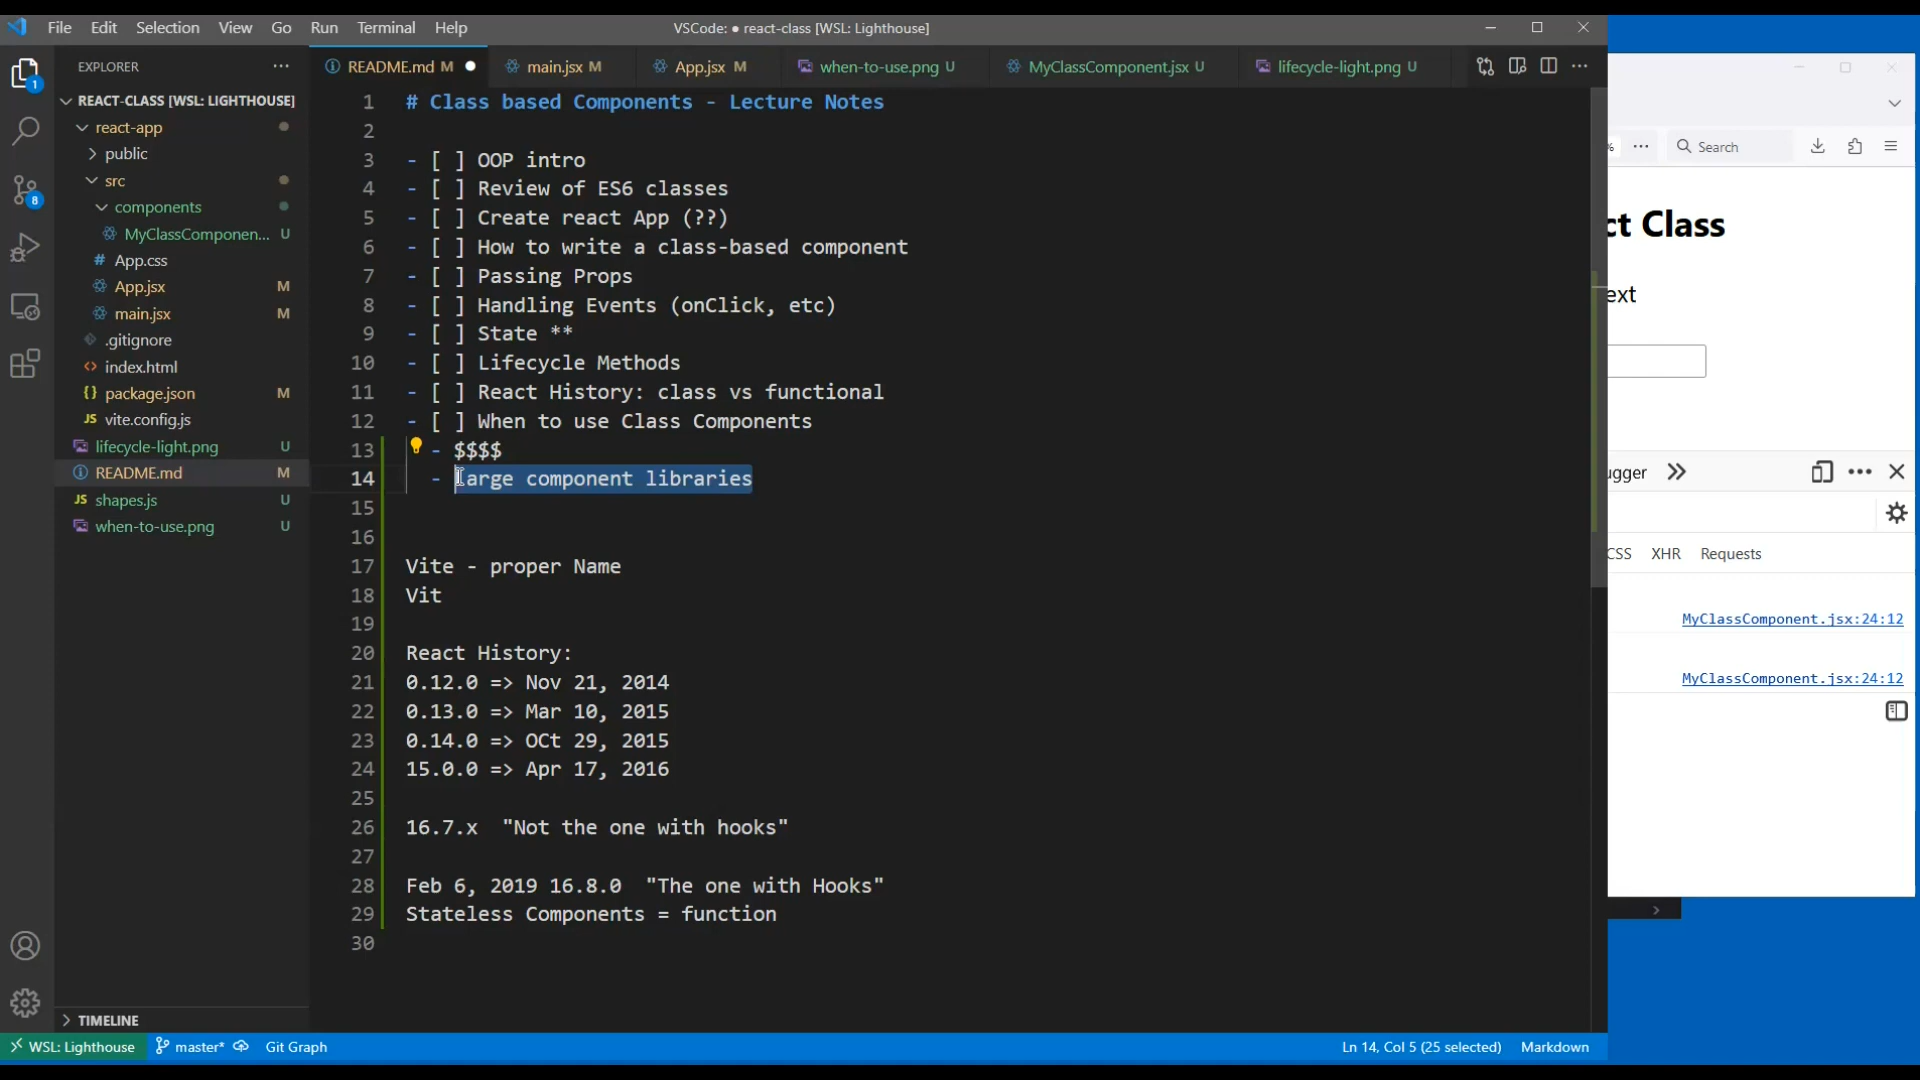 File Edit Selection View Go Run Terminal Help VSCode: ● react-class [WSL: Lighthouse]
EXPLORER
README.md M
main.jsx M
App.jsx M
when-to-use.png U
MyClassComponent.jsx U
lifecycle-light.png U
REACT-CLASS [WSL: LIGHTHOUSE]
react-app
public
src
components
MyClassComponen... U
App.css
App.jsx M
main.jsx M
.gitignore
index.html
package.json M
vite.config.js
lifecycle-light.png U
README.md M
shapes.js U
when-to-use.png U
TIMELINE
1
8
1 # Class based Components - Lecture Notes
2
3 - [ ] OOP intro
4 - [ ] Review of ES6 classes
5 - [ ] Create react App (??)
6 - [ ] How to write a class-based component
7 - [ ] Passing Props
8 - [ ] Handling Events (onClick, etc)
9 - [ ] State **
10 - [ ] Lifecycle Methods
11 - [ ] React History: class vs functional
12 - [ ] When to use Class Components
13 - $$$$
14 - large component libraries
15
16
17 Vite - proper Name
18 Vit
19
20 React History:
21 0.12.0 => Nov 21, 2014
22 0.13.0 => Mar 10, 2015
23 0.14.0 => OCt 29, 2015
24 15.0.0 => Apr 17, 2016
25
26 16.7.x "Not the one with hooks"
27
28 Feb 6, 2019 16.8.0 "The one with Hooks"
29 Stateless Components = function
30
Search
ct Class
ext
ugger
CSS XHR Requests
MyClassComponent.jsx:24:12
MyClassComponent.jsx:24:12
WSL: Lighthouse master* Git Graph Ln 14, Col 5 (25 selected) Markdown